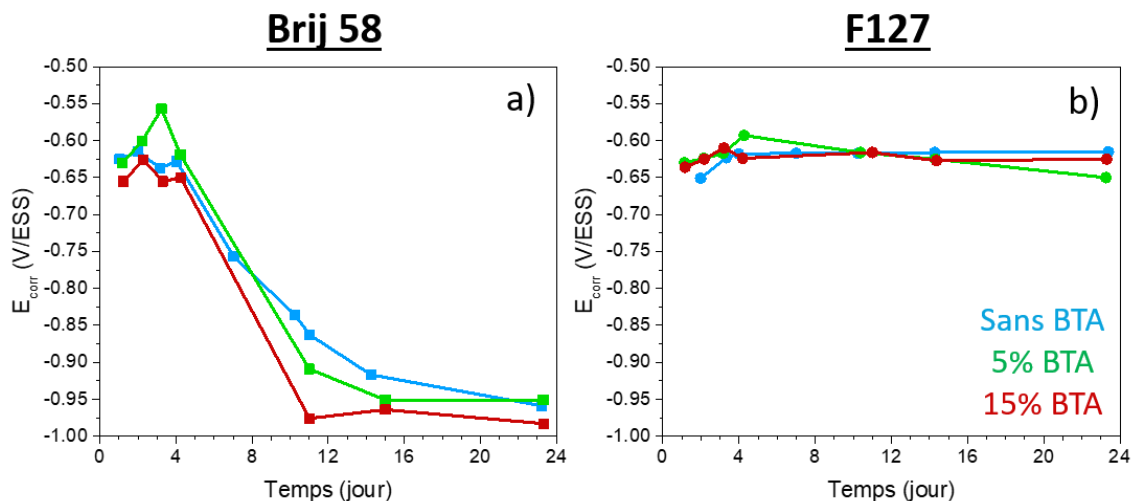 Brij 58
F127
a)
E corr (V/ESS)
-0.50
-0.55
-0.60
-0.65
-0.70
-0.75
-0.80
-0.85
-0.90
-0.95
-1.00
0 4 8 12 16 20 24
Temps (jour)
b)
E corr (V/ESS)
-0.50
-0.55
-0.60
-0.65
-0.70
-0.75
-0.80
-0.85
-0.90
-0.95
-1.00
Sans BTA
5% BTA
15% BTA
0 4 8 12 16 20 24
Temps (jour)